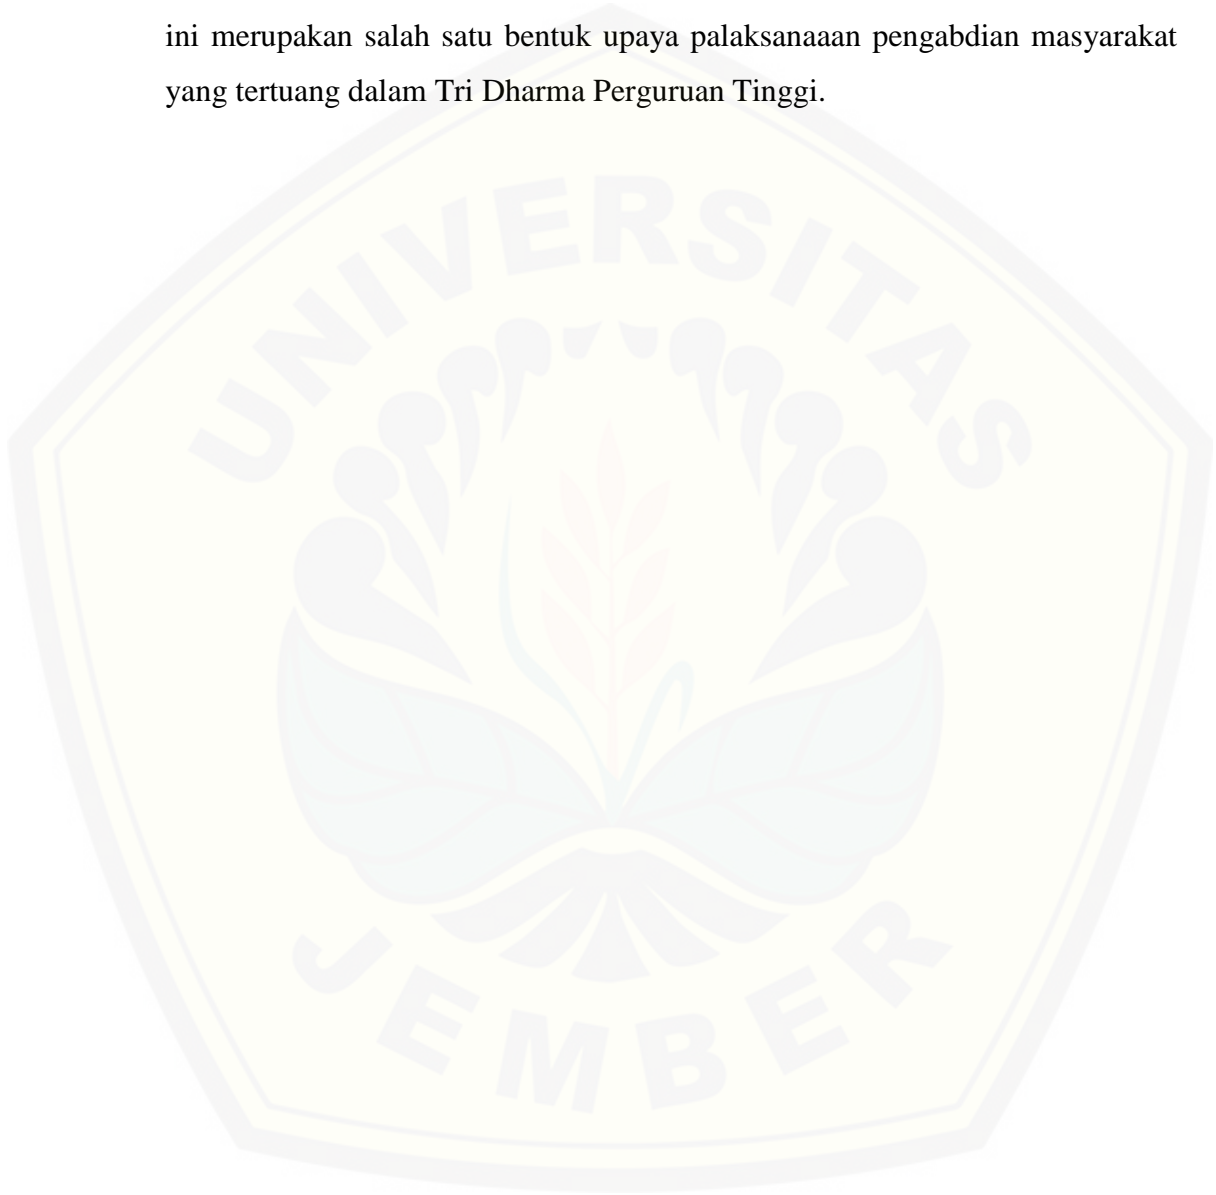 ini merupakan salah satu bentuk upaya palaksanaaan pengabdian masyarakat
yang tertuang dalam Tri Dharma Perguruan Tinggi.
UNIVERSITAS
JEMBER